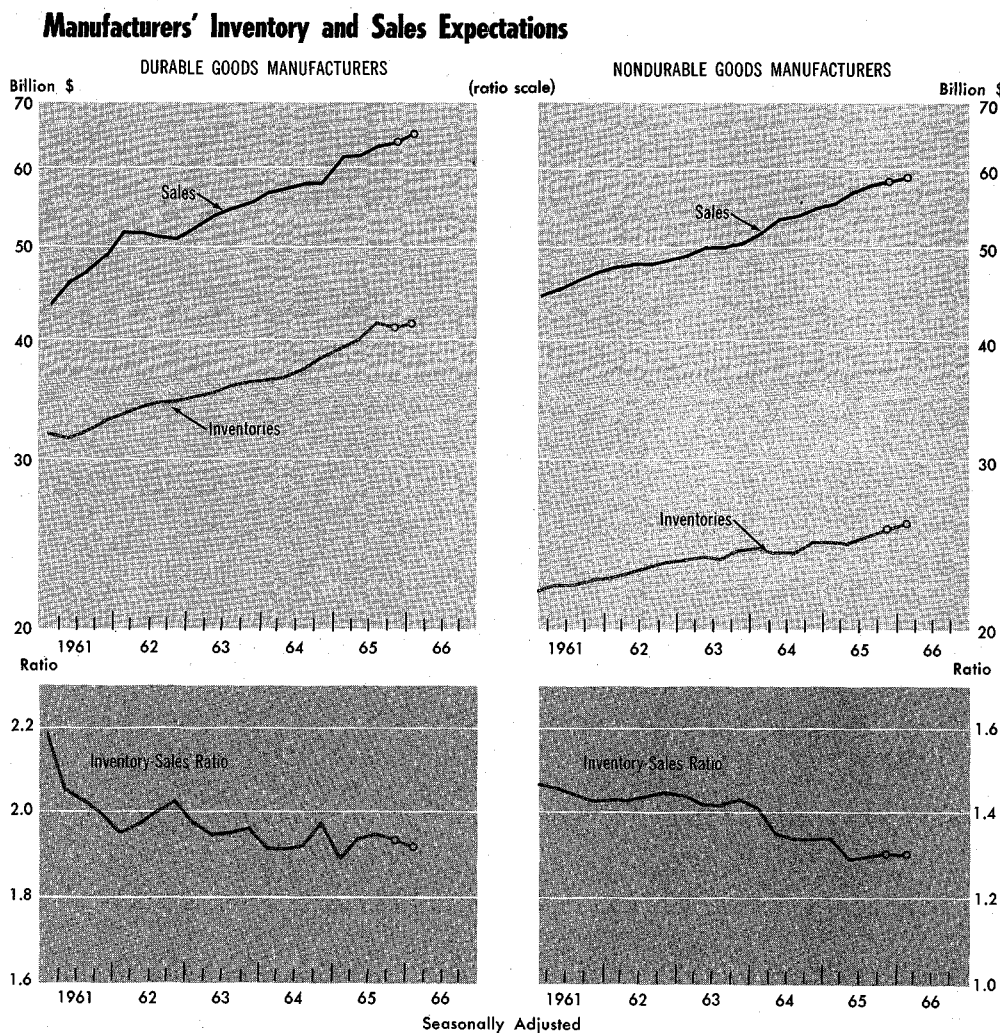 Manufacturers' Inventory and Sales Expectations
DURABLE GOODS MANUFACTURERS
NONDURABLE GOODS MANUFACTURERS
Billion $
(ratio scale)
Billion $
70
60
50
40
30
20
Sales
Inventories
1961 62 63 64 65 66
70
60
50
40
30
20
Sales
Inventories
1961 62 63 64 65 66
Ratio
Ratio
2.2
2.0
1.8
1.6
Inventory-Sales Ratio
1961 62 63 64 65 66
1.6
1.4
1.2
1.0
Inventory-Sales Ratio
1961 62 63 64 65 66
Seasonally Adjusted